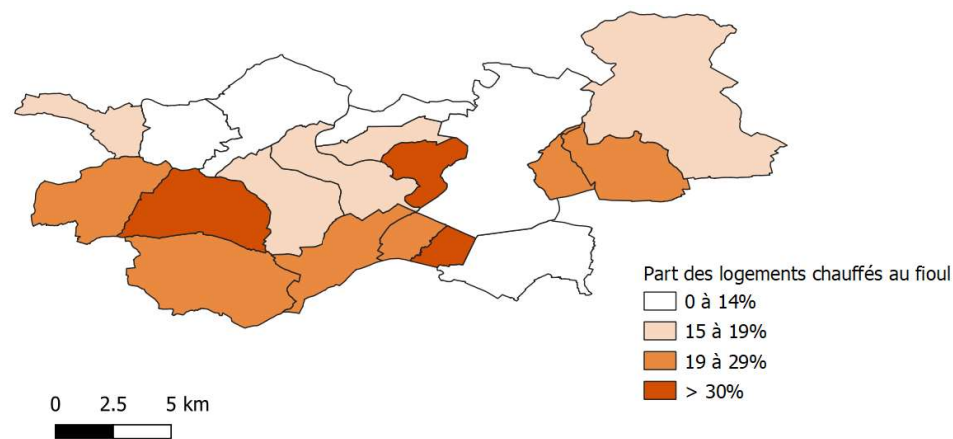 Part des logements chauffés au fioul
0 à 14%
15 à 19%
19 à 29%
> 30%
0 2.5 5 km